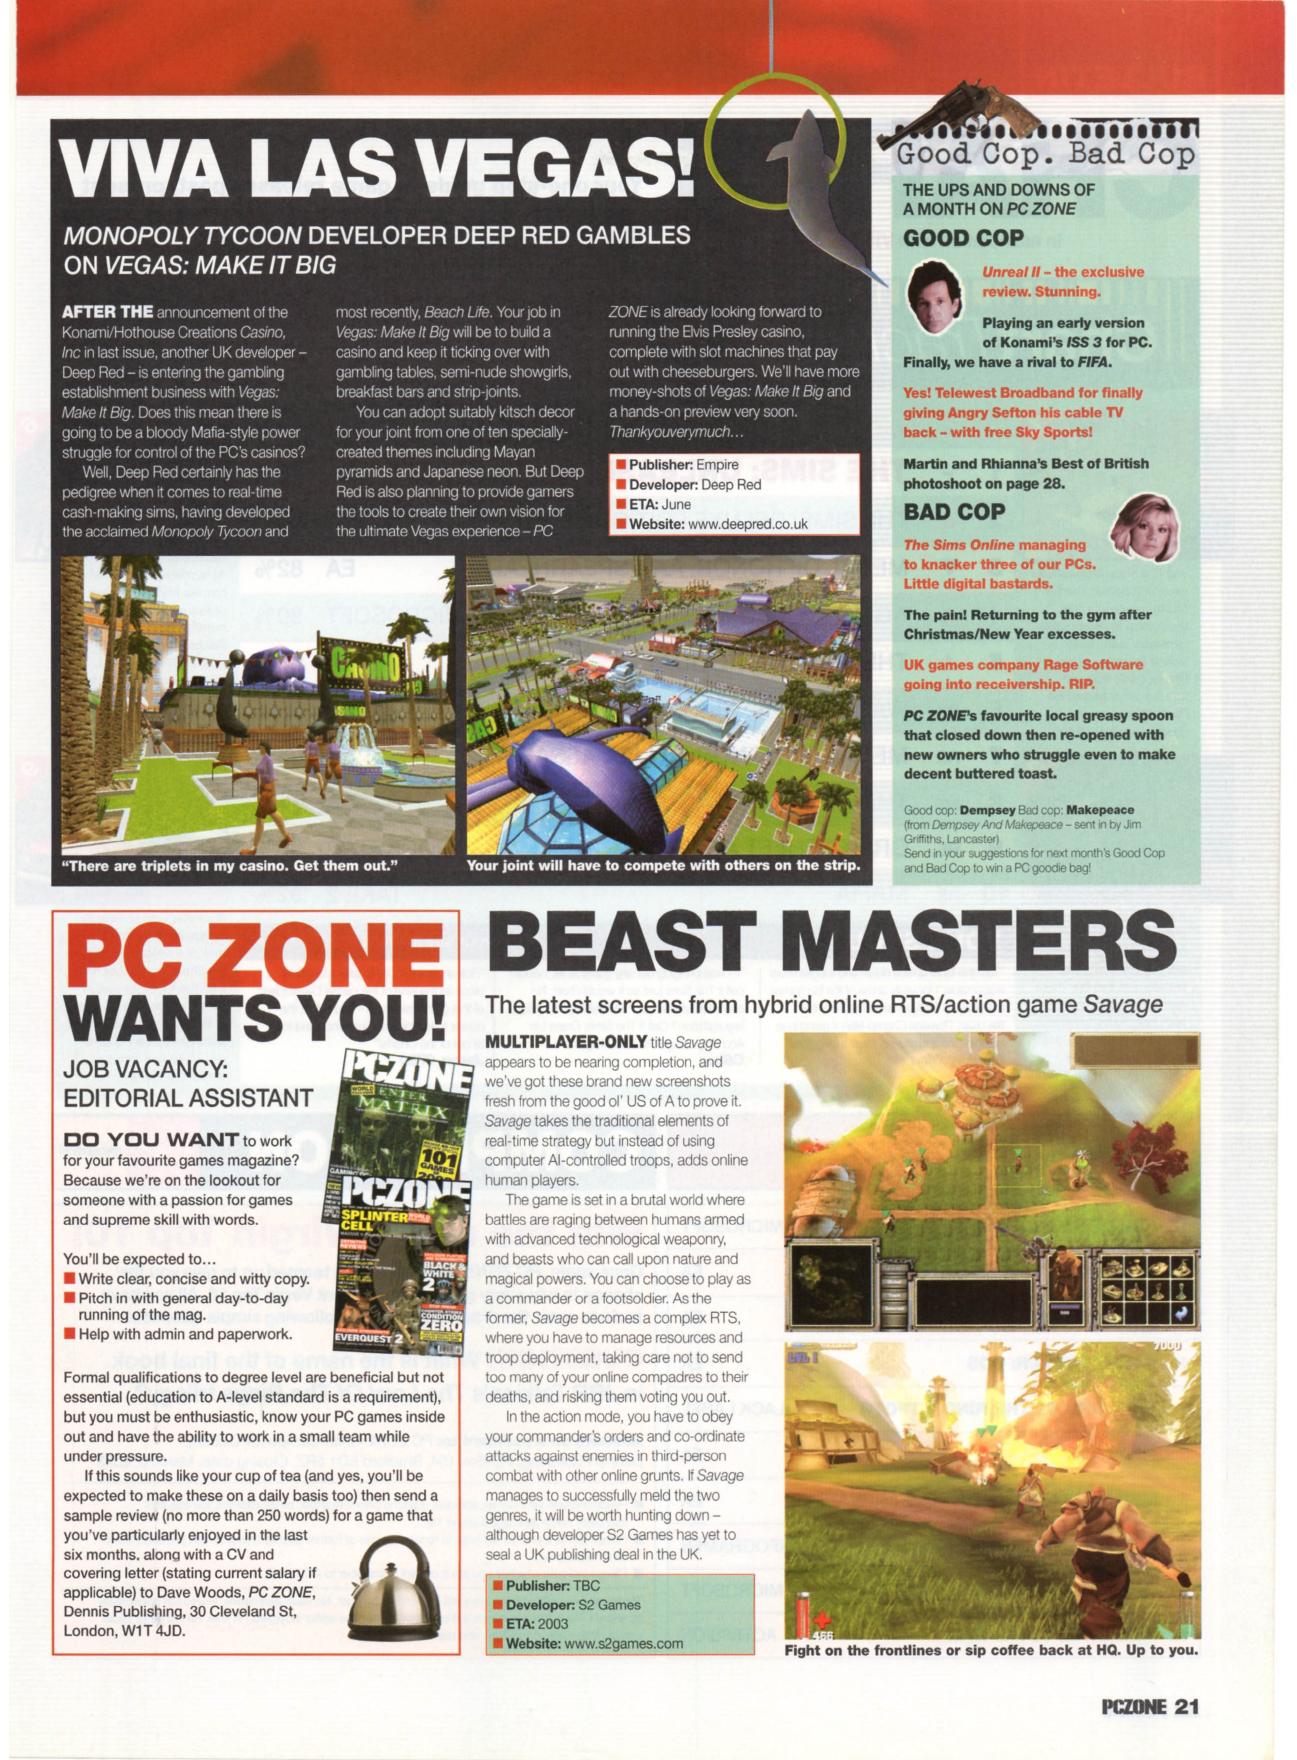 VIVA LAS VEGAS!
MONOPOLY TYCOON DEVELOPER DEEP RED GAMBLES
ON VEGAS: MAKE IT BIG
AFTER THE announcement of the
Konami/Hothouse Creations Casino,
Inc in last issue, another UK developer –
Deep Red – is entering the gambling
establishment business with Vegas:
Make It Big. Does this mean there is
going to be a bloody Mafia-style power
struggle for control of the PC's casinos?
Well, Deep Red certainly has the
pedigree when it comes to real-time
cash-making sims, having developed
the acclaimed Monopoly Tycoon and
most recently, Beach Life. Your job in
Vegas: Make It Big will be to build a
casino and keep it ticking over with
gambling tables, semi-nude showgirls,
breakfast bars and strip-joints.
You can adopt suitably kitsch decor
for your joint from one of ten specially-
created themes including Mayan
pyramids and Japanese neon. But Deep
Red is also planning to provide gamers
the tools to create their own vision for
the ultimate Vegas experience – PC
ZONE is already looking forward to
running the Elvis Presley casino,
complete with slot machines that pay
out with cheeseburgers. We'll have more
money-shots of Vegas: Make It Big and
a hands-on preview very soon.
Thankyouverymuch...
Publisher: Empire
Developer: Deep Red
ETA: June
Website: www.deepred.co.uk
CASINO
"There are triplets in my casino. Get them out."
Your joint will have to compete with others on the strip.
Good Cop. Bad Cop
THE UPS AND DOWNS OF
A MONTH ON PC ZONE
GOOD COP
Unreal II – the exclusive
review. Stunning.
Playing an early version
of Konami's ISS 3 for PC.
Finally, we have a rival to FIFA.
Yes! Telewest Broadband for finally
giving Angry Sefton his cable TV
back – with free Sky Sports!
Martin and Rhianna's Best of British
photoshoot on page 28.
BAD COP
The Sims Online managing
to knacker three of our PCs.
Little digital bastards.
The pain! Returning to the gym after
Christmas/New Year excesses.
UK games company Rage Software
going into receivership. RIP.
PC ZONE's favourite local greasy spoon
that closed down then re-opened with
new owners who struggle even to make
decent buttered toast.
Good cop: Dempsey Bad cop: Makepeace
(from Dempsey And Makepeace – sent in by Jim
Griffiths, Lancaster)
Send in your suggestions for next month's Good Cop
and Bad Cop to win a PC goodie bag!
PC ZONE
WANTS YOU!
JOB VACANCY:
EDITORIAL ASSISTANT
DO YOU WANT to work
for your favourite games magazine?
Because we're on the lookout for
someone with a passion for games
and supreme skill with words.
You'll be expected to...
Write clear, concise and witty copy.
Pitch in with general day-to-day
running of the mag.
Help with admin and paperwork.
PCZONE
ENTER
MATRIX
101
GAMES
PCZONE
SPLINTER
CELL
BLACK &
WHITE
2
CONDITION
ZERO
EVERQUEST 2
Formal qualifications to degree level are beneficial but not
essential (education to A-level standard is a requirement),
but you must be enthusiastic, know your PC games inside
out and have the ability to work in a small team while
under pressure.
If this sounds like your cup of tea (and yes, you'll be
expected to make these on a daily basis too) then send a
sample review (no more than 250 words) for a game that
you've particularly enjoyed in the last
six months, along with a CV and
covering letter (stating current salary if
applicable) to Dave Woods, PC ZONE,
Dennis Publishing, 30 Cleveland St,
London, W1T 4JD.
BEAST MASTERS
The latest screens from hybrid online RTS/action game Savage
MULTIPLAYER-ONLY title Savage
appears to be nearing completion, and
we've got these brand new screenshots
fresh from the good ol' US of A to prove it.
Savage takes the traditional elements of
real-time strategy but instead of using
computer AI-controlled troops, adds online
human players.
The game is set in a brutal world where
battles are raging between humans armed
with advanced technological weaponry,
and beasts who can call upon nature and
magical powers. You can choose to play as
a commander or a footsoldier. As the
former, Savage becomes a complex RTS,
where you have to manage resources and
troop deployment, taking care not to send
too many of your online compadres to their
deaths, and risking them voting you out.
In the action mode, you have to obey
your commander's orders and co-ordinate
attacks against enemies in third-person
combat with other online grunts. If Savage
manages to successfully meld the two
genres, it will be worth hunting down –
although developer S2 Games has yet to
seal a UK publishing deal in the UK.
Publisher: TBC
Developer: S2 Games
ETA: 2003
Website: www.s2games.com
LVL 1
7000
466
Fight on the frontlines or sip coffee back at HQ. Up to you.
PCZONE 21